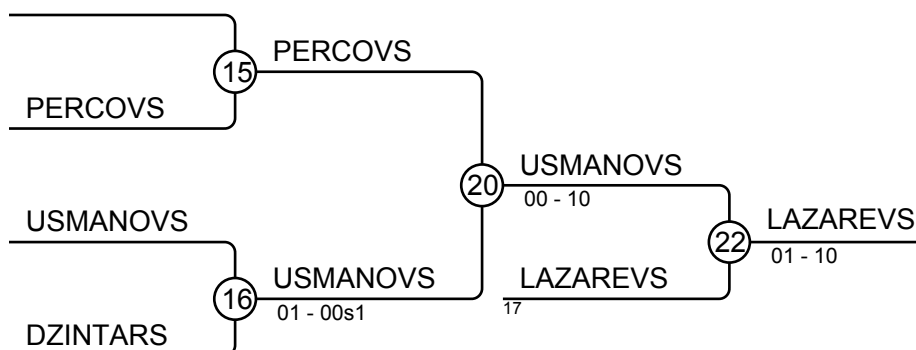 PERCOVS
15
PERCOVS
USMANOVS
20
00 - 10
USMANOVS
LAZAREVS
22
01 - 10
USMANOVS
LAZAREVS
16
01 - 00s1
17
DZINTARS